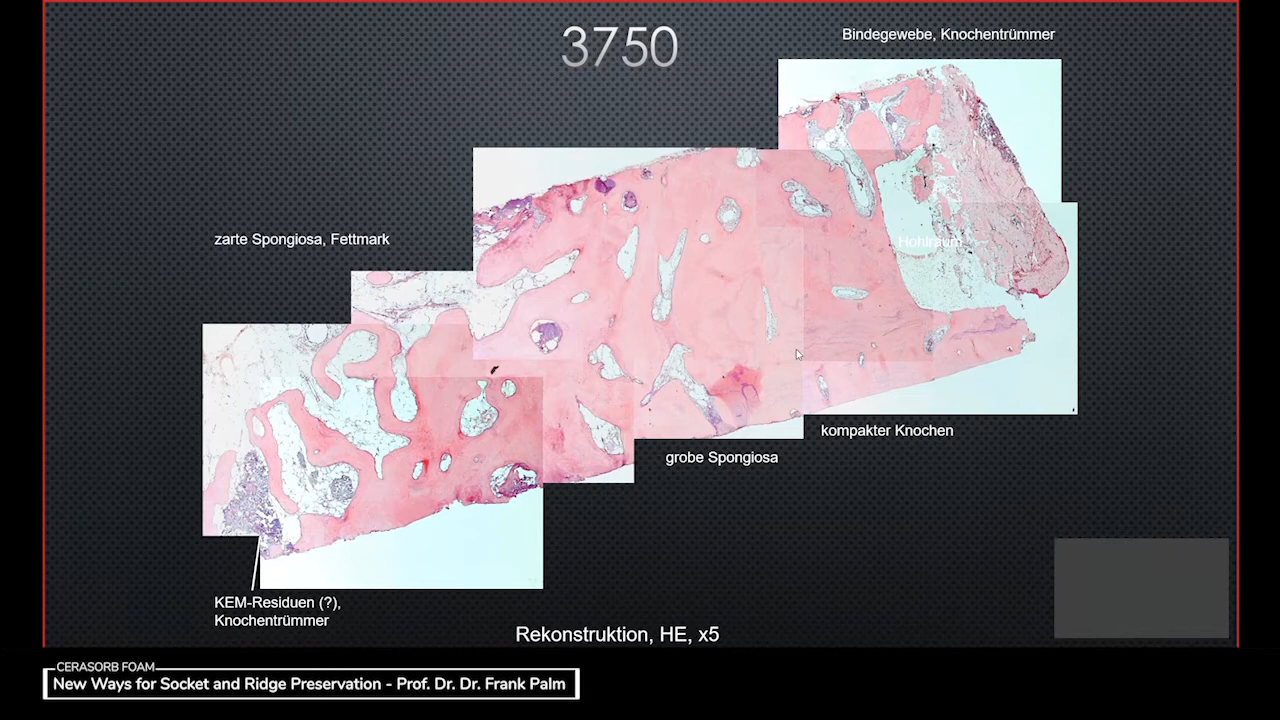 3750
Bindegewebe, Knochentrümmer
zarte Spongiosa, Fettmark
Hohlraum
kompakter Knochen
grobe Spongiosa
KEM-Residuen (?),
Knochentrümmer
Rekonstruktion, HE, x5
CERASORB FOAM
New Ways for Socket and Ridge Preservation - Prof. Dr. Dr. Frank Palm